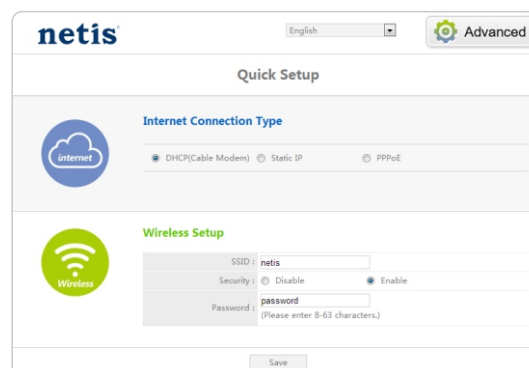 netis
English
Advanced
Quick Setup
internet
Internet Connection Type
DHCP(Cable Modem) Static IP PPPoE
Wireless
Wireless Setup
SSID : netis
Security : Disable Enable
Password : password
(Please enter 8-63 characters.)
Save